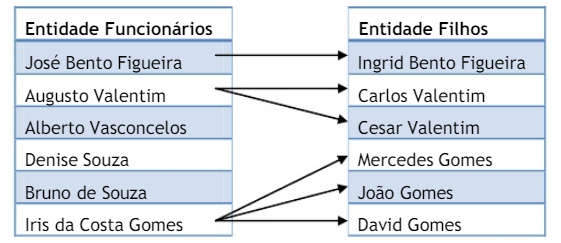 Entidade Funcionários
José Bento Figueira
Augusto Valentim
Alberto Vasconcelos
Denise Souza
Bruno de Souza
Iris da Costa Gomes
Entidade Filhos
Ingrid Bento Figueira
Carlos Valentim
Cesar Valentim
Mercedes Gomes
João Gomes
David Gomes